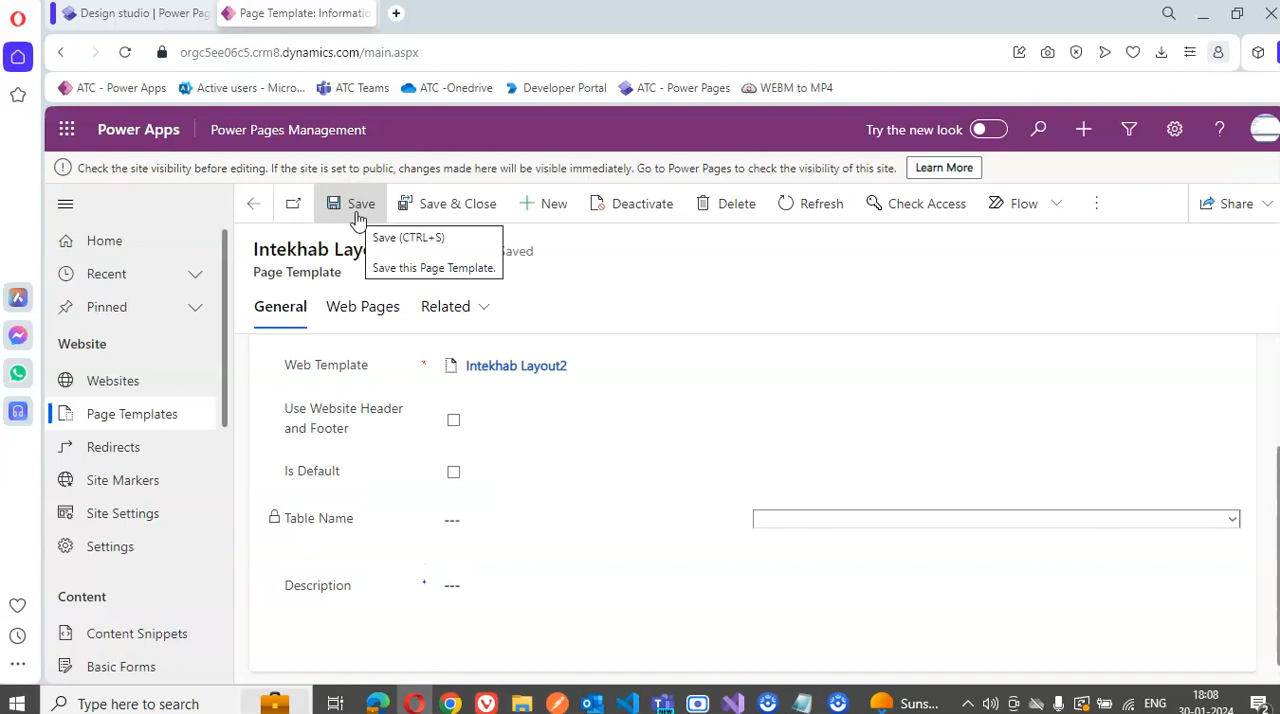 Design studio | Power Pag
Page Template: Informatio
orgc5ee06c5.crm8.dynamics.com/main.aspx
ATC - Power Apps
Active users - Micro...
ATC Teams
ATC -Onedrive
Developer Portal
ATC - Power Pages
WEBM to MP4
Power Apps
Power Pages Management
Try the new look
Check the site visibility before editing. If the site is set to public, changes made here will be visible immediately. Go to Power Pages to check the visibility of this site.
Learn More
Save
Save & Close
New
Deactivate
Delete
Refresh
Check Access
Flow
Share
Save (CTRL+S)
Save this Page Template.
Intekhab Lay
Saved
Page Template
General
Web Pages
Related
Home
Recent
Pinned
Website
Websites
Page Templates
Redirects
Site Markers
Site Settings
Settings
Content
Content Snippets
Basic Forms
Web Template * Intekhab Layout2
Use Website Header
and Footer
Is Default
Table Name ---
Description ---
Type here to search
Suns...
ENG
18:08
30-01-2024